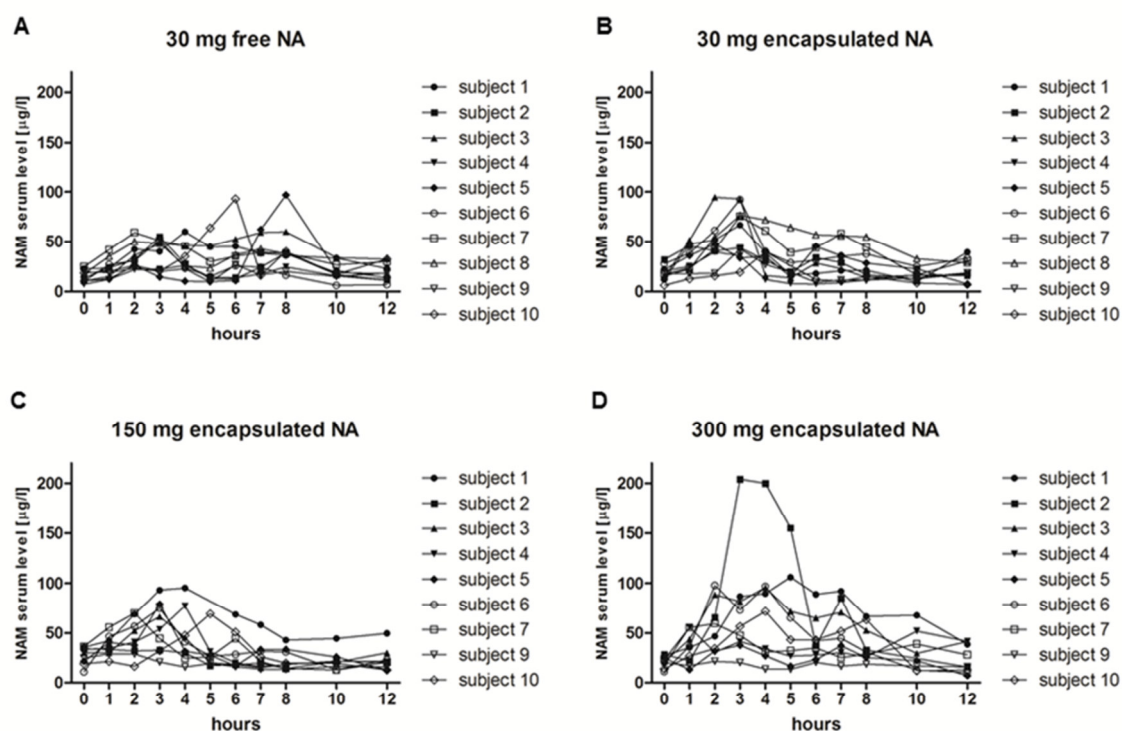 A
30 mg free NA
NAM serum level [µg/l]
200
150
100
50
0
0 1 2 3 4 5 6 7 8 10 12
hours
subject 1
subject 2
subject 3
subject 4
subject 5
subject 6
subject 7
subject 8
subject 9
subject 10
B
30 mg encapsulated NA
NAM serum level [µg/l]
200
150
100
50
0
0 1 2 3 4 5 6 7 8 10 12
hours
subject 1
subject 2
subject 3
subject 4
subject 5
subject 6
subject 7
subject 8
subject 9
subject 10
C
150 mg encapsulated NA
NAM serum level [µg/l]
200
150
100
50
0
0 1 2 3 4 5 6 7 8 10 12
hours
subject 1
subject 2
subject 3
subject 4
subject 5
subject 6
subject 7
subject 9
subject 10
D
300 mg encapsulated NA
NAM serum level [µg/l]
200
150
100
50
0
0 1 2 3 4 5 6 7 8 10 12
hours
subject 1
subject 2
subject 3
subject 4
subject 5
subject 6
subject 7
subject 9
subject 10